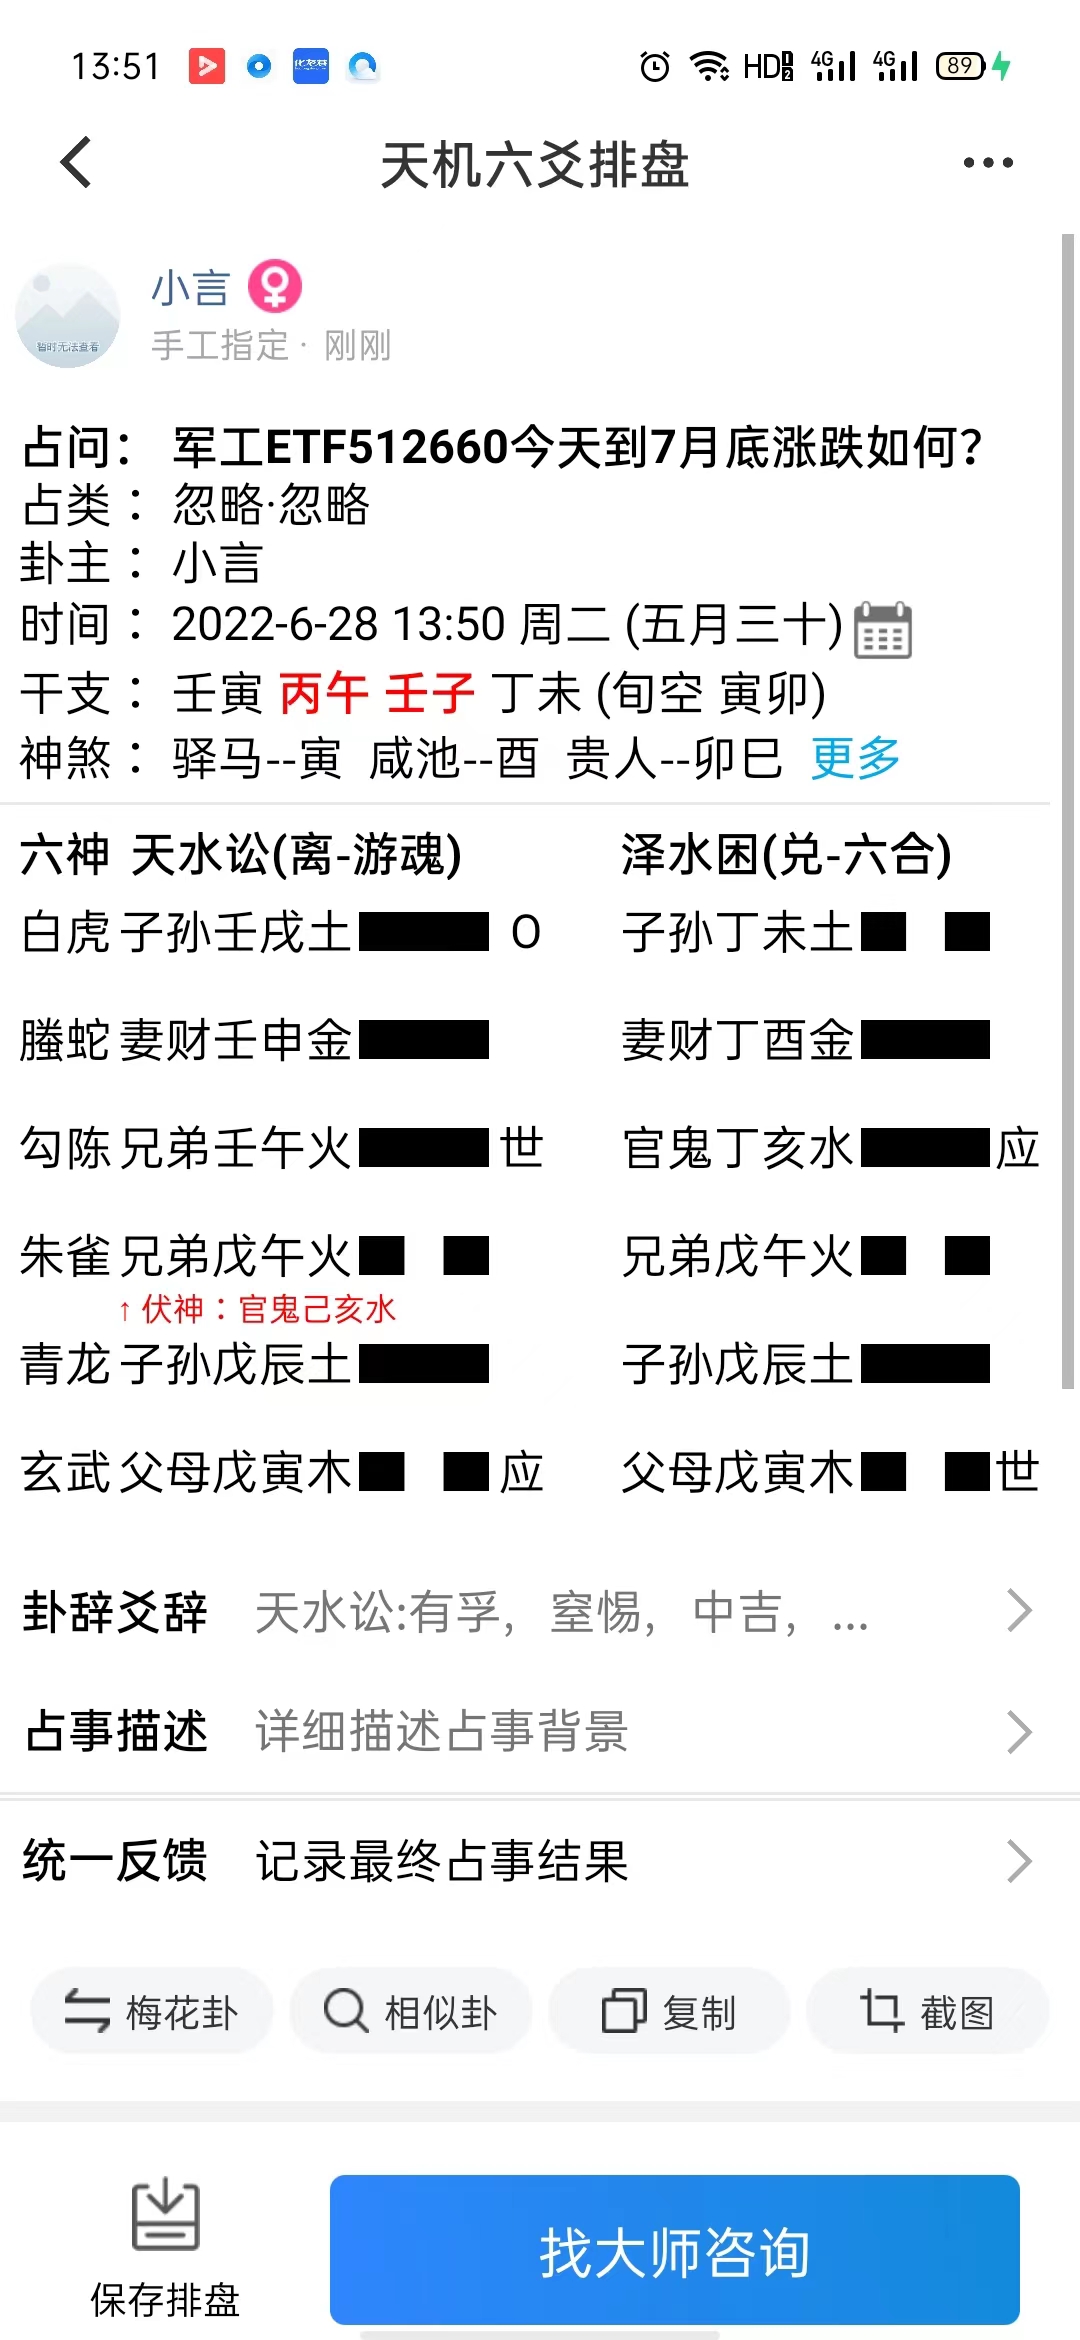 13:51 HD 4G 4G 89
天机六爻排盘
小言
暂时无法查看
手工指定 · 刚刚
占问： 军工ETF512660今天到7月底涨跌如何?
占类 ： 忽略·忽略
卦主 ： 小言
时间 ： 2022-6-28 13:50 周二 (五月三十)
干支 ： 壬寅 丙午 壬子 丁未 (旬空 寅卯)
神煞 ： 驿马--寅 咸池--酉 贵人--卯巳 更多
六神 天水讼(离-游魂) 泽水困(兑-六合)
白虎 子孙壬戌土 O 子孙丁未土
螣蛇 妻财壬申金 妻财丁酉金
勾陈 兄弟壬午火 世 官鬼丁亥水 应
朱雀 兄弟戊午火 兄弟戊午火
↑ 伏神：官鬼己亥水
青龙 子孙戊辰土 子孙戊辰土
玄武 父母戊寅木 应 父母戊寅木 世
卦辞爻辞 天水讼:有孚，窒惕，中吉，...
占事描述 详细描述占事背景
统一反馈 记录最终占事结果
梅花卦 相似卦 复制 截图
保存排盘 找大师咨询